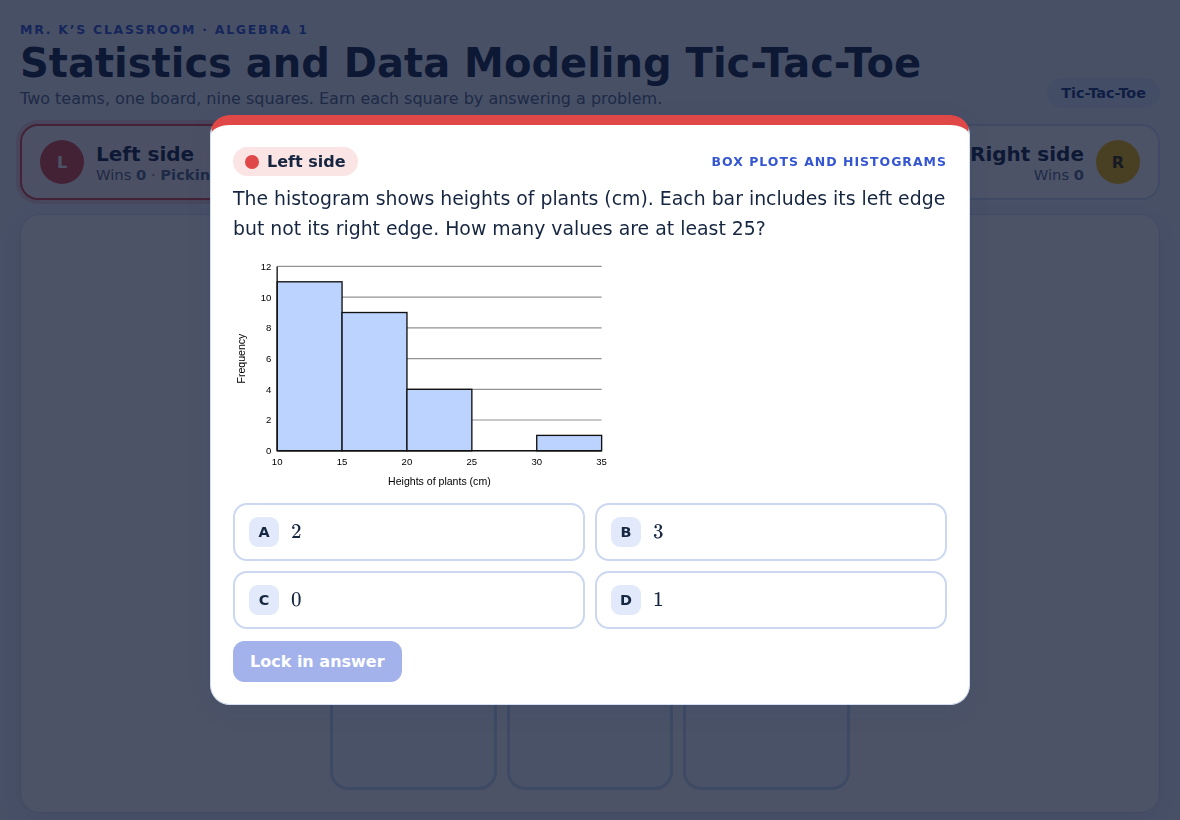 MR. K'S CLASSROOM · ALGEBRA 1
Statistics and Data Modeling Tic-Tac-Toe
Two teams, one board, nine squares. Earn each square by answering a problem.
Tic-Tac-Toe
L
Left side
Wins 0 · Pickin
Right side
Wins 0
R
Left side
BOX PLOTS AND HISTOGRAMS
The histogram shows heights of plants (cm). Each bar includes its left edge
but not its right edge. How many values are at least 25?
12
10
8
6
4
2
0
Frequency
10 15 20 25 30 35
Heights of plants (cm)
A 2
B 3
C 0
D 1
Lock in answer